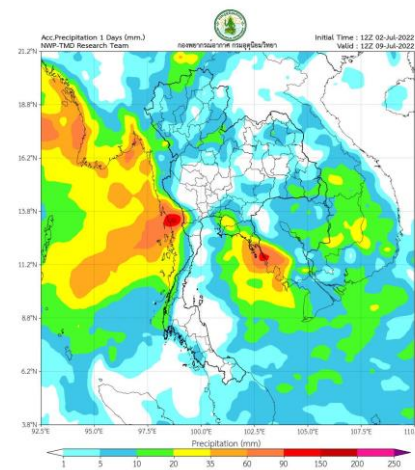 Acc.Precipitation 1 Days (mm.)
NWP-TMD Research Team
กองพยากรณ์อากาศ กรมอุตุนิยมวิทยา
Initial Time : 12Z 02-Jul-2022
Valid : 12Z 09-Jul-2022
21.2°N
18.8°N
16.2°N
13.8°N
11.2°N
8.8°N
6.2°N
3.8°N
92.5°E 95.0°E 97.5°E 100.0°E 102.5°E 105.0°E 107.5°E 110.
Precipitation (mm)
1 5 10 20 35 60 90 150 200 250